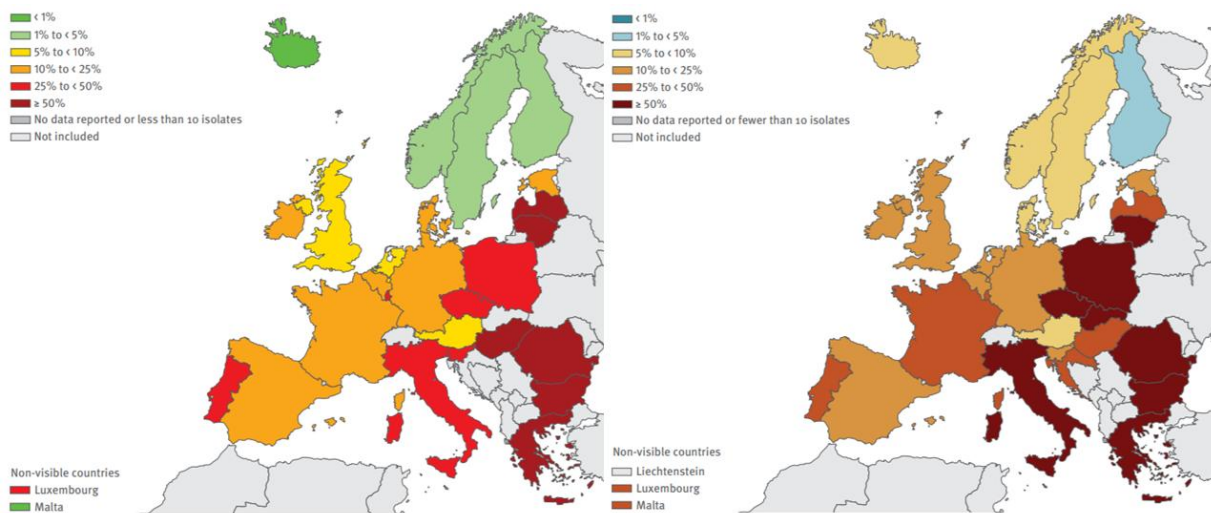 < 1%
1% to < 5%
5% to < 10%
10% to < 25%
25% to < 50%
≥ 50%
No data reported or less than 10 isolates
Not included
Non-visible countries
Luxembourg
Malta
< 1%
1% to < 5%
5% to < 10%
10% to < 25%
25% to < 50%
≥ 50%
No data reported or fewer than 10 isolates
Not included
Non-visible countries
Liechtenstein
Luxembourg
Malta